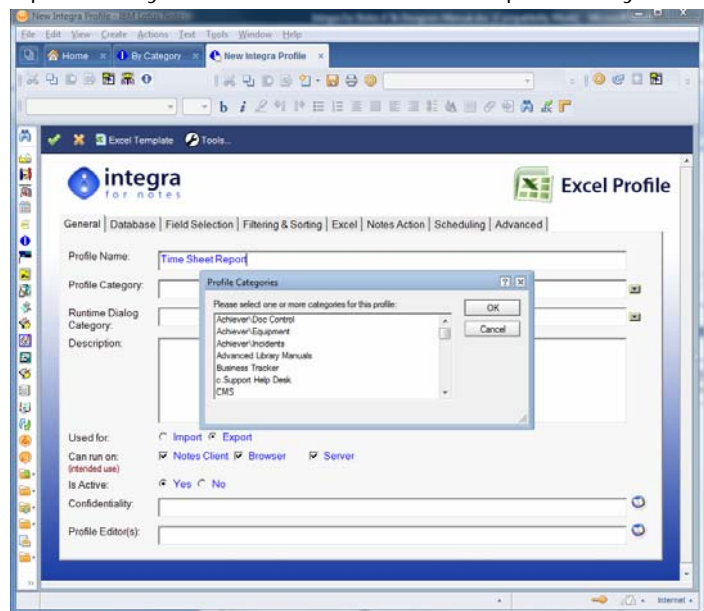 New Integra Profile - IBM Lotus Notes
File Edit View Create Actions Text Tools Window Help
Home By Category New Integra Profile
b i
Excel Template Tools...
integra
for notes
Excel Profile
General Database Field Selection Filtering & Sorting Excel Notes Action Scheduling Advanced
Profile Name: Time Sheet Report
Profile Category:
Runtime Dialog
Category:
Description:
Profile Categories
Please select one or more categories for this profile:
OK
Cancel
Achiever\Doc Control
Achiever\Equipment
Achiever\Incidents
Advanced Library Manuals
Business Tracker
c.Support Help Desk
CMS
Used for: Import Export
Can run on: Notes Client Browser Server
(intended use)
Is Active: Yes No
Confidentiality:
Profile Editor(s):
Internet